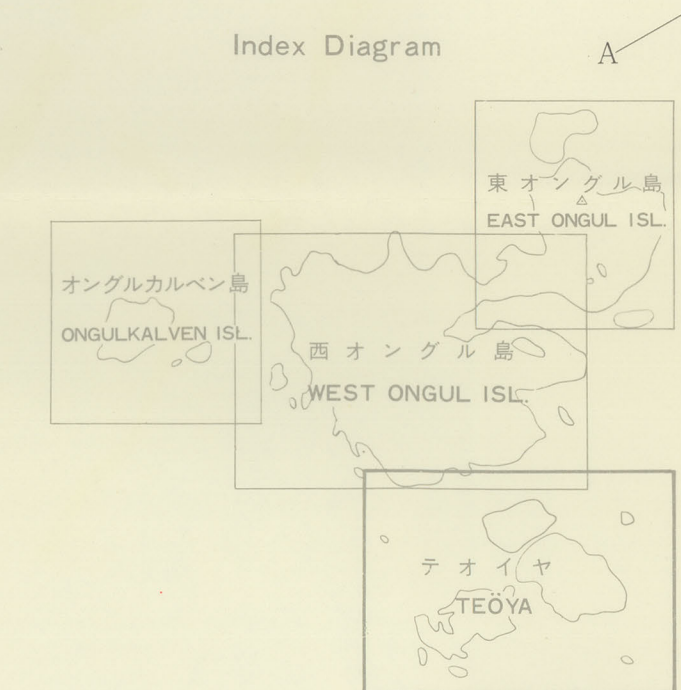 Index Diagram
A
東オングル島
EAST ONGUL ISL.
オングルカルベン島
ONGULKALVEN ISL.
西オングル島
WEST ONGUL ISL.
テオイヤ
TEÖYA